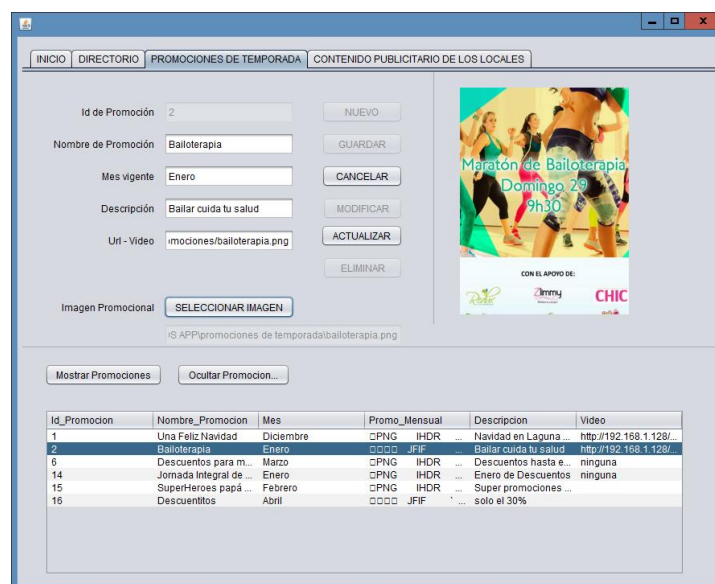 INICIO DIRECTORIO PROMOCIONES DE TEMPORADA CONTENIDO PUBLICITARIO DE LOS LOCALES
Id de Promoción 2 NUEVO
Nombre de Promoción Bailoterapia GUARDAR
Mes vigente Enero CANCELAR
Descripción Bailar cuida tu salud MODIFICAR
Url - Video mociones/bailoterapia.png ACTUALIZAR
ELIMINAR
Imagen Promocional SELECCIONAR IMAGEN
S APP\promociones de temporada\bailoterapia.png
Maratón de Bailoterapia
Domingo 29
9h30
CON EL APOYO DE:
Zimmy CHIC
Mostrar Promociones Ocultar Promocion...
Id_Promocion Nombre_Promocion Mes Promo_Mensual Descripcion Video
1 Una Feliz Navidad Diciembre □PNG IHDR ... Navidad en Laguna ... http://192.168.1.128/...
2 Bailoterapia Enero □□□□ JFIF ... Bailar cuida tu salud http://192.168.1.128/...
6 Descuentos para m... Marzo □PNG IHDR ... Descuentos hasta e... ninguna
14 Jornada Integral de ... Enero □PNG IHDR ... Enero de Descuentos ninguna
15 SuperHeroes papá ... Febrero □PNG IHDR ... Super promociones ...
16 Descuentitos Abril □□□□ JFIF ` ... solo el 30%